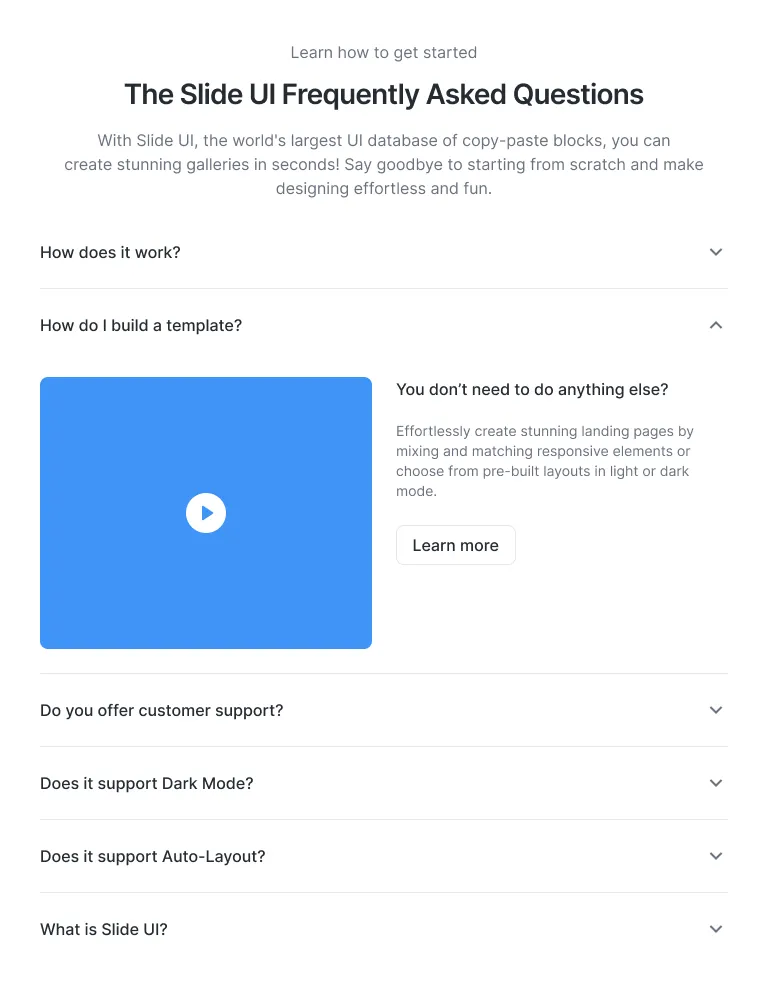 Learn how to get started
The Slide UI Frequently Asked Questions
With Slide UI, the world's largest UI database of copy-paste blocks, you can
create stunning galleries in seconds! Say goodbye to starting from scratch and make
designing effortless and fun.
How does it work?
How do I build a template?
You don’t need to do anything else?
Effortlessly create stunning landing pages by
mixing and matching responsive elements or
choose from pre-built layouts in light or dark
mode.
Learn more
Do you offer customer support?
Does it support Dark Mode?
Does it support Auto-Layout?
What is Slide UI?